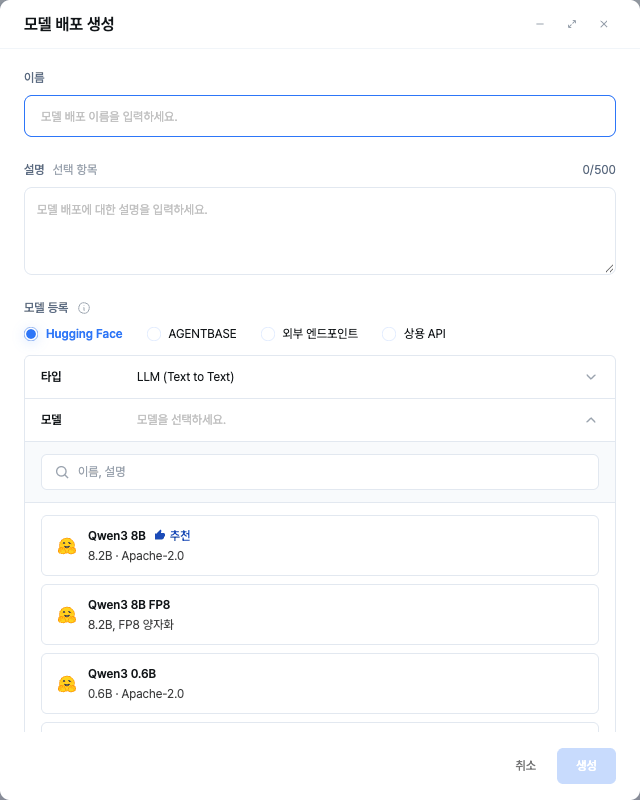 모델 배포 생성
이름
모델 배포 이름을 입력하세요.
설명 선택 항목 0/500
모델 배포에 대한 설명을 입력하세요.
모델 등록
Hugging Face AGENTBASE 외부 엔드포인트 상용 API
타입 LLM (Text to Text)
모델 모델을 선택하세요.
이름, 설명
Qwen3 8B 추천
8.2B · Apache-2.0
Qwen3 8B FP8
8.2B, FP8 양자화
Qwen3 0.6B
0.6B · Apache-2.0
취소 생성